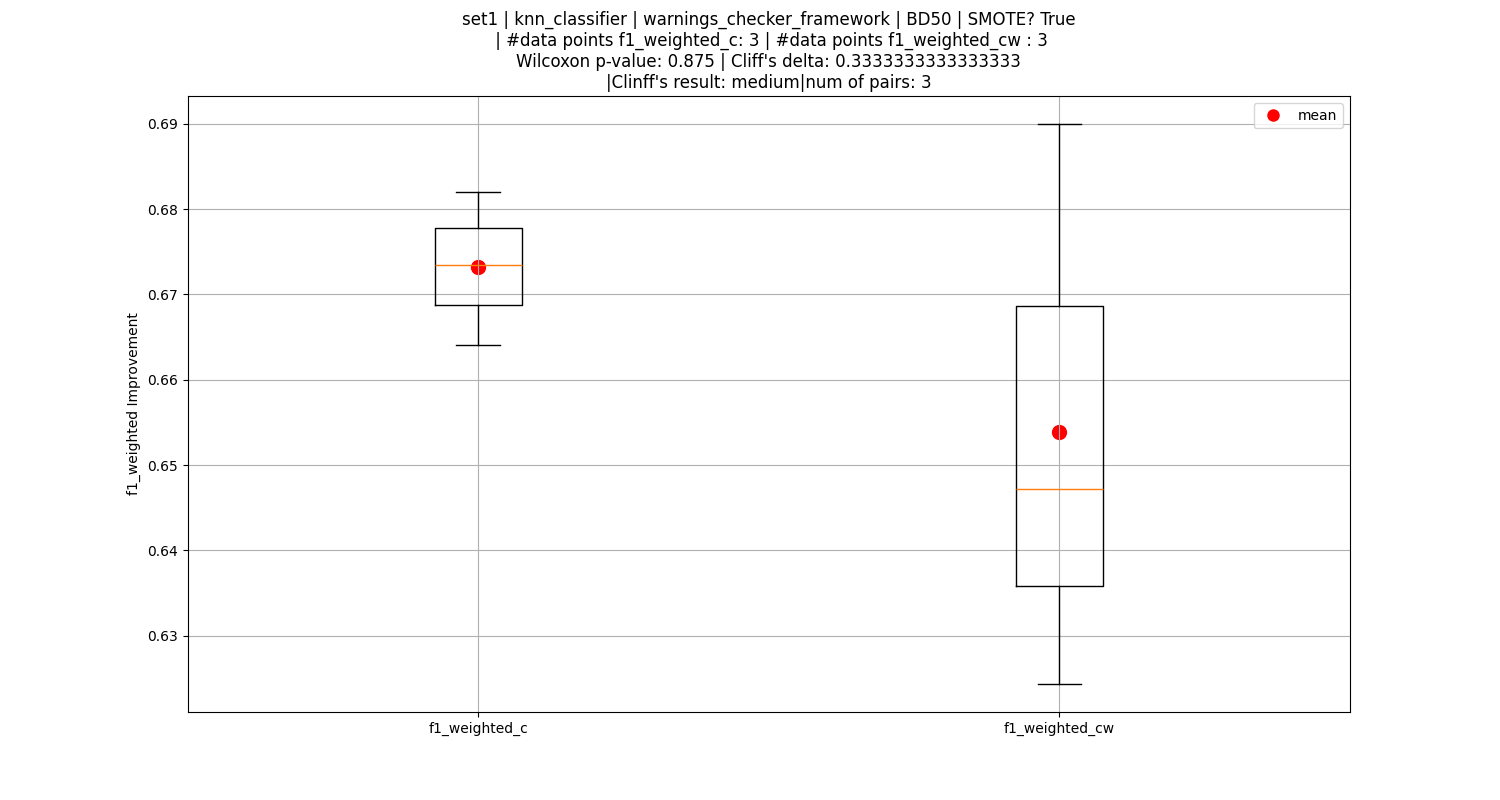 set1 | knn_classifier | warnings_checker_framework | BD50 | SMOTE? True
| #data points f1_weighted_c: 3 | #data points f1_weighted_cw : 3
Wilcoxon p-value: 0.875 | Cliff's delta: 0.3333333333333333
|Clinff's result: medium|num of pairs: 3
mean
0.69
0.68
0.67
0.66
0.65
0.64
0.63
f1_weighted Improvement
f1_weighted_c
f1_weighted_cw